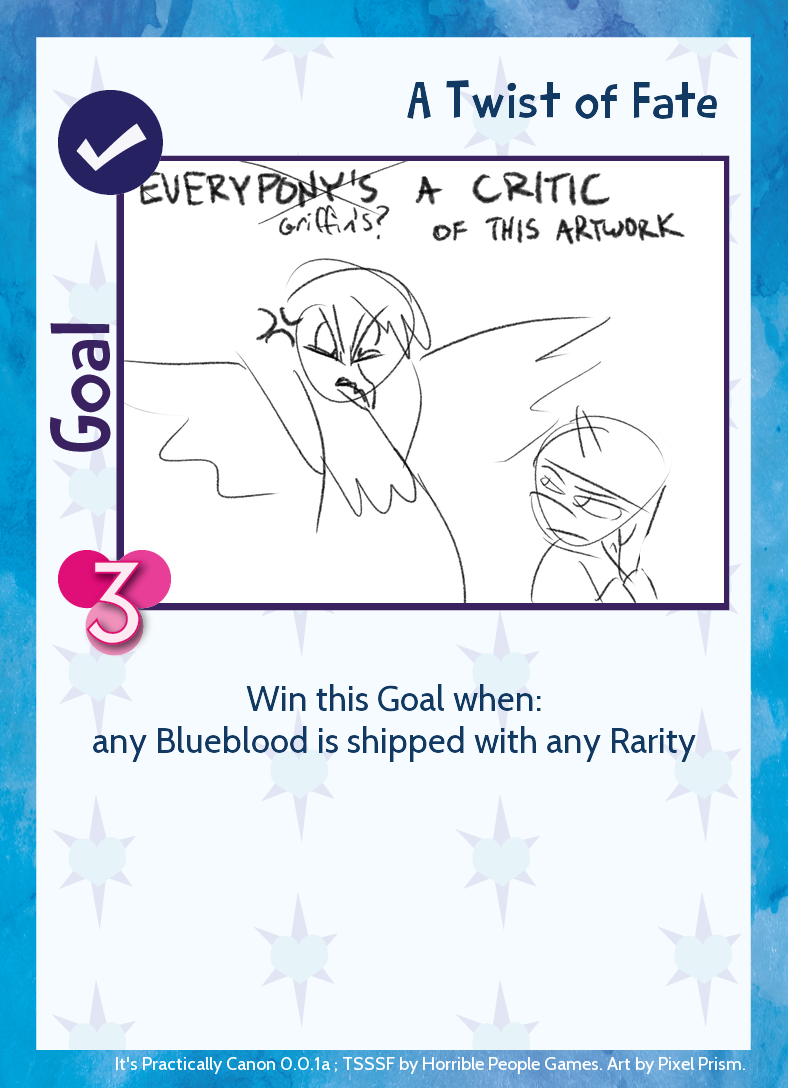 A Twist of Fate
EVERYPONY'S A CRITIC
Griffin's? OF THIS ARTWORK
Goal
3
Win this Goal when:
any Blueblood is shipped with any Rarity
It's Practically Canon 0.0.1a ; TSSSF by Horrible People Games. Art by Pixel Prism.